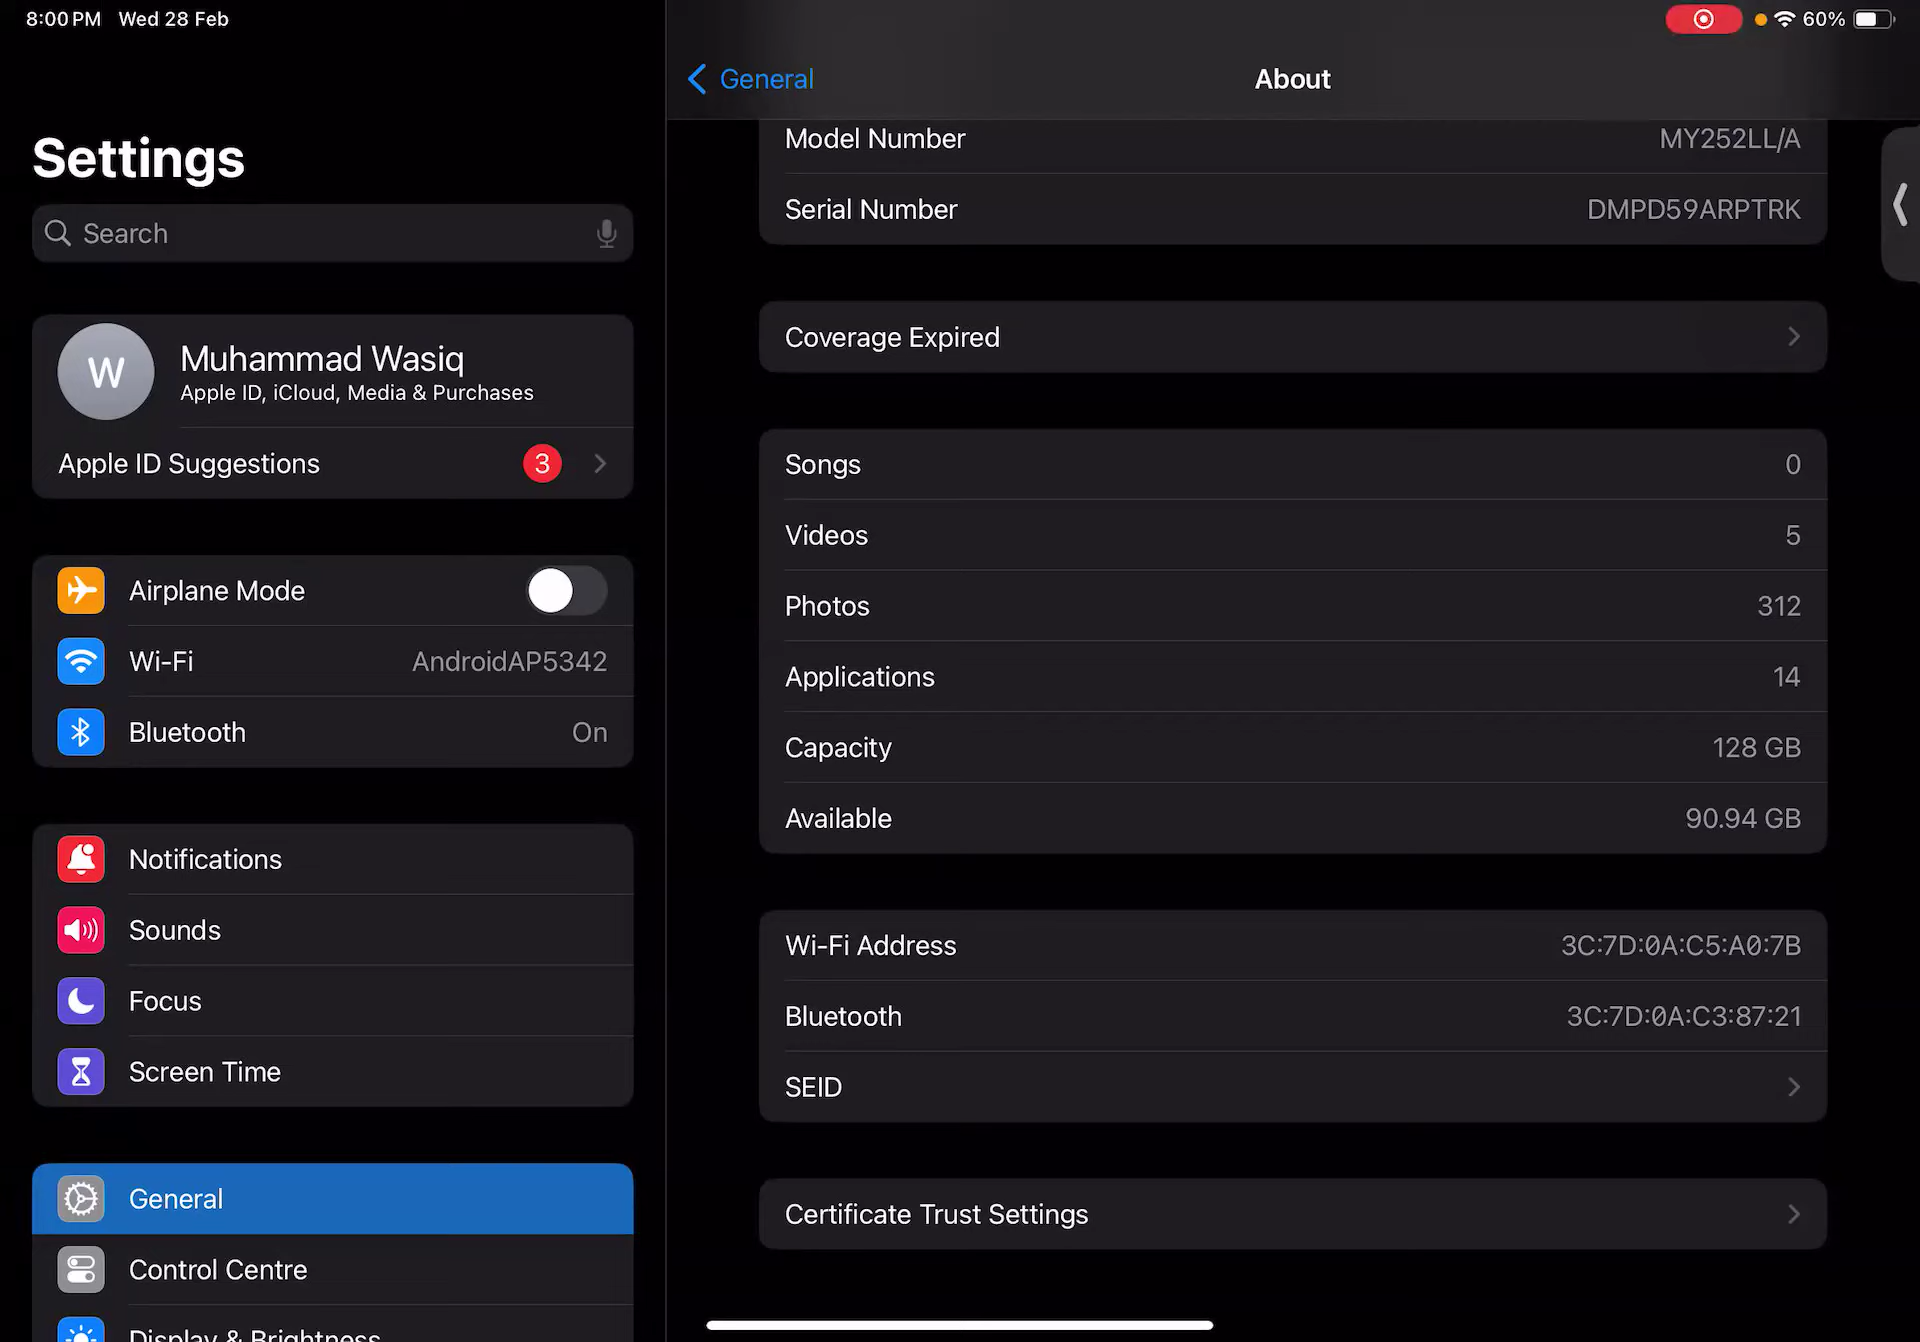 8:00 PM Wed 28 Feb
60%
Settings
Search
W
Muhammad Wasiq
Apple ID, iCloud, Media & Purchases
Apple ID Suggestions 3
Airplane Mode
Wi-Fi AndroidAP5342
Bluetooth On
Notifications
Sounds
Focus
Screen Time
General
Control Centre
Display & Brightness
General
About
Model Number MY252LL/A
Serial Number DMPD59ARPTRK
Coverage Expired
Songs 0
Videos 5
Photos 312
Applications 14
Capacity 128 GB
Available 90.94 GB
Wi-Fi Address 3C:7D:0A:C5:A0:7B
Bluetooth 3C:7D:0A:C3:87:21
SEID
Certificate Trust Settings